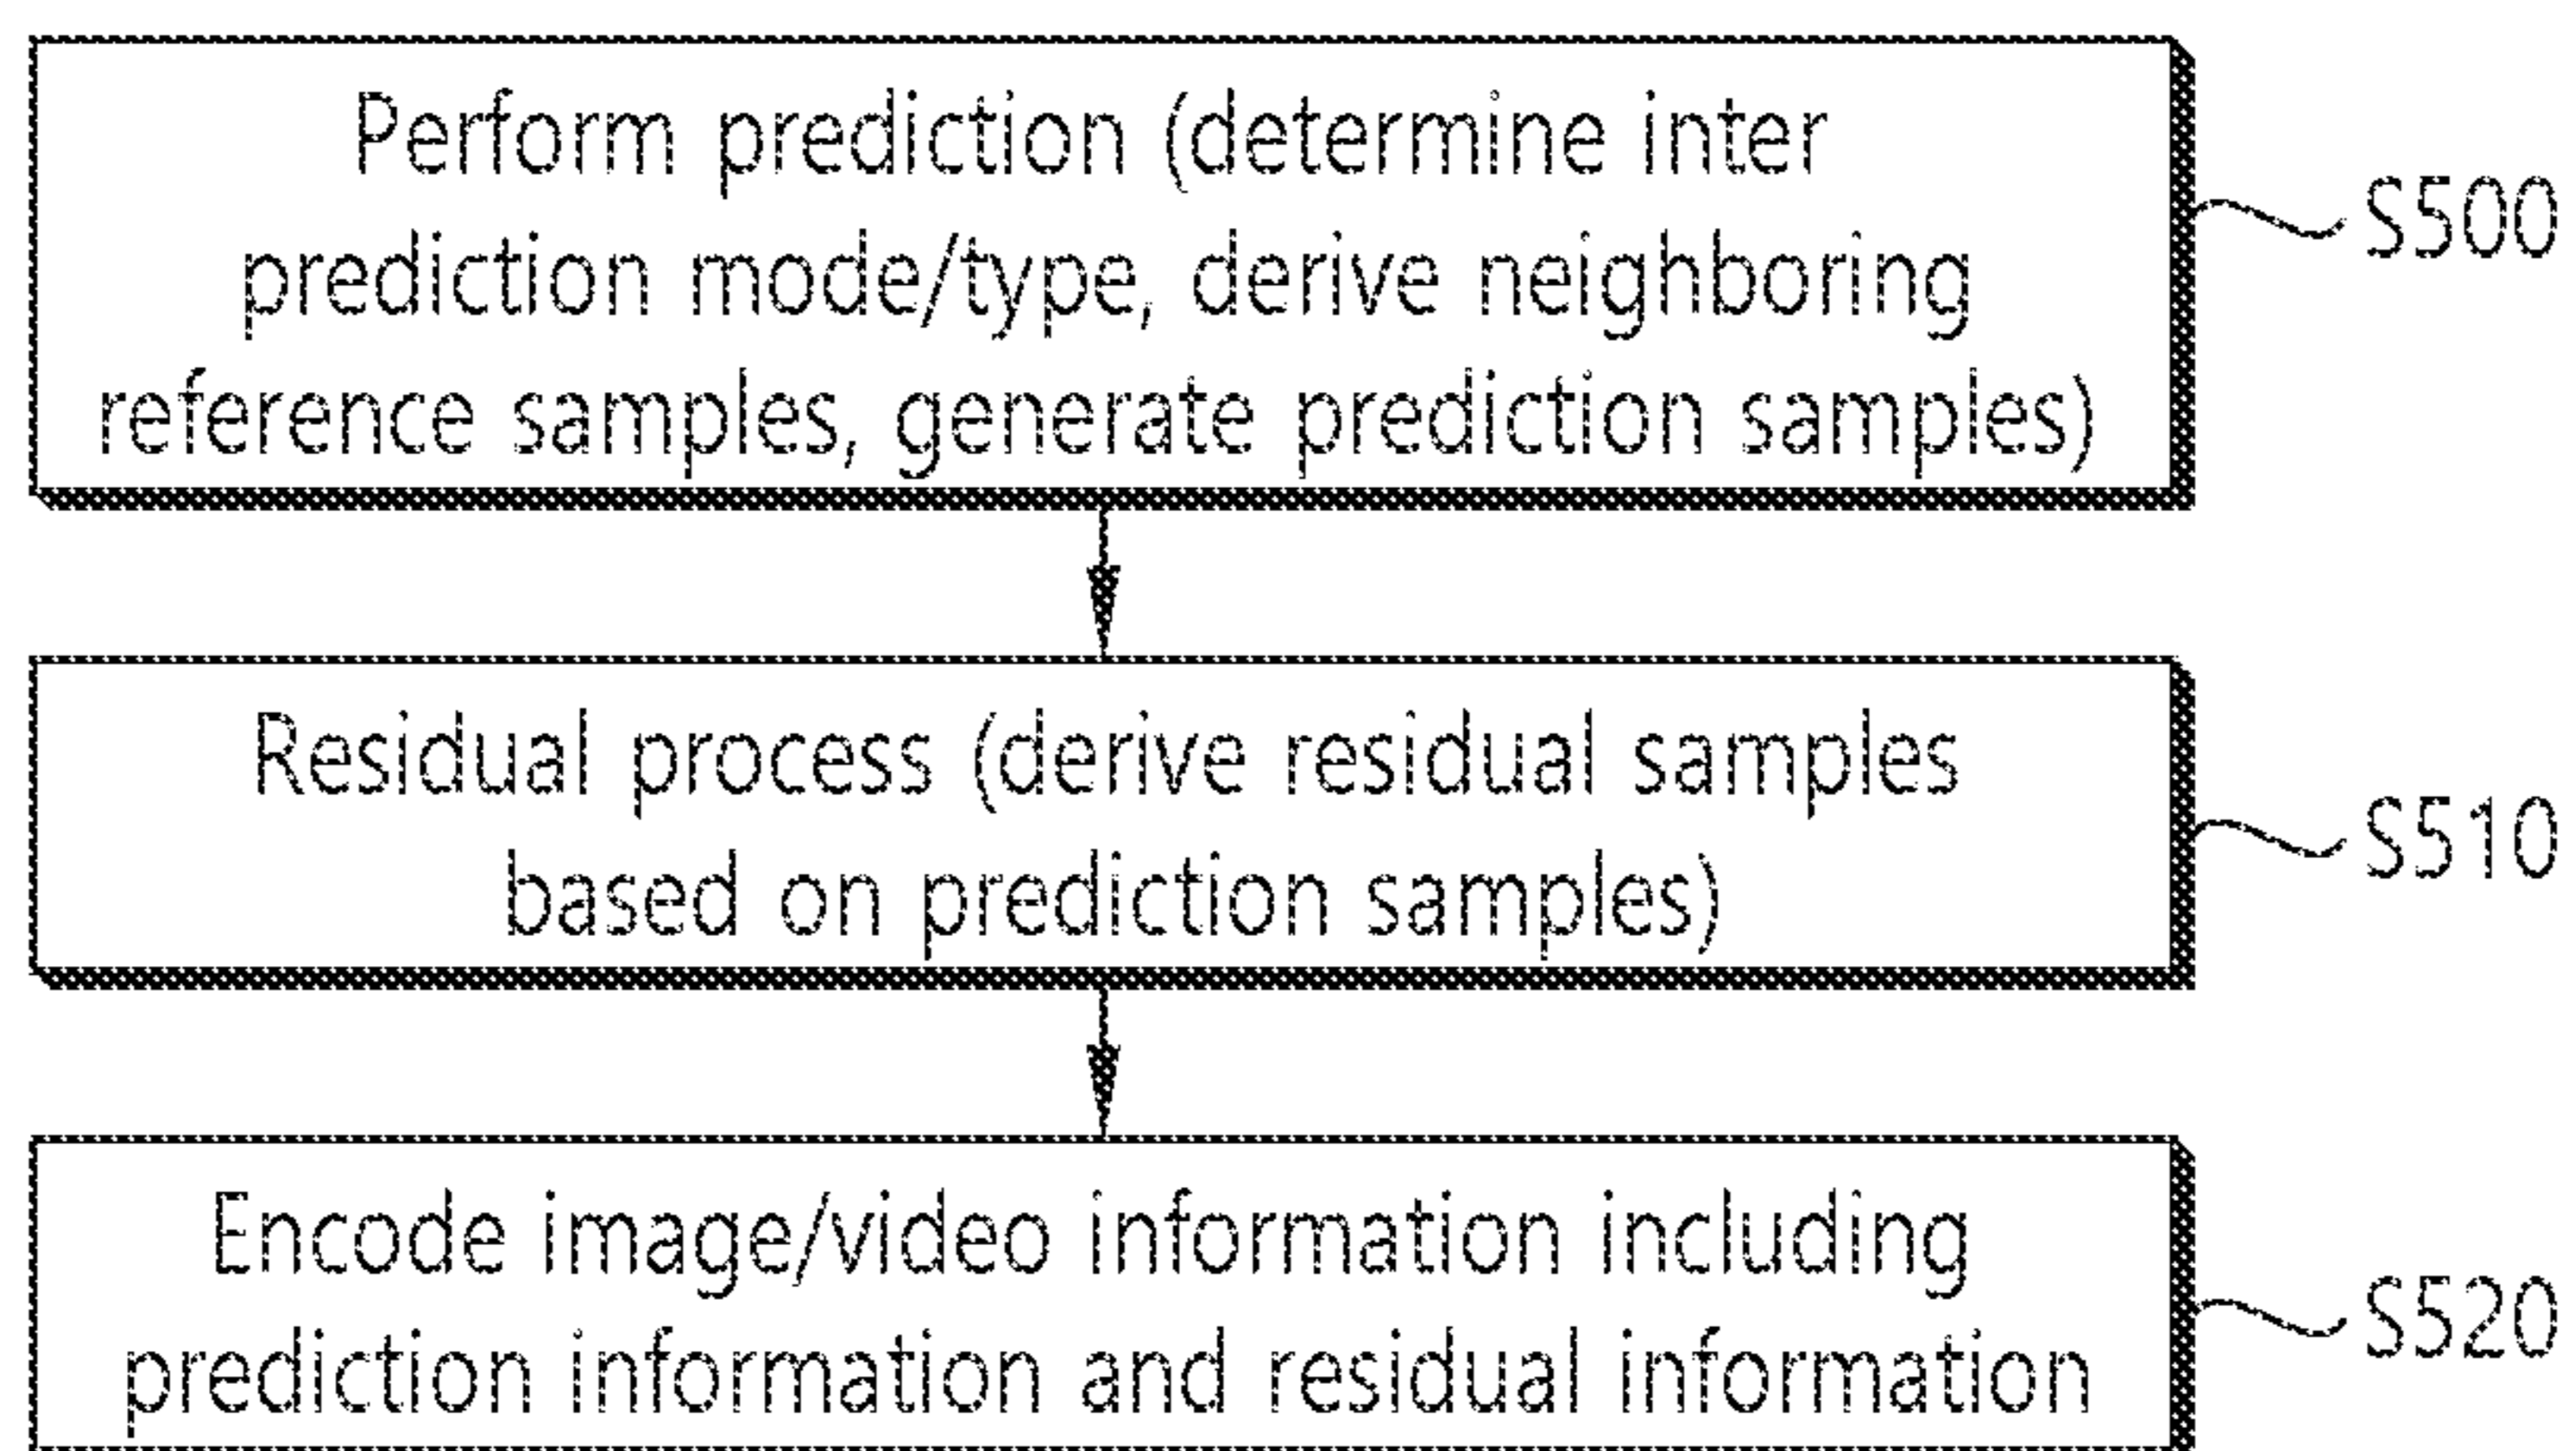 Perform prediction (determine inter
prediction mode/type, derive neighboring
reference samples, generate prediction samples)
S500
Residual process (derive residual samples
based on prediction samples)
S510
Encode image/video information including
prediction information and residual information
S520